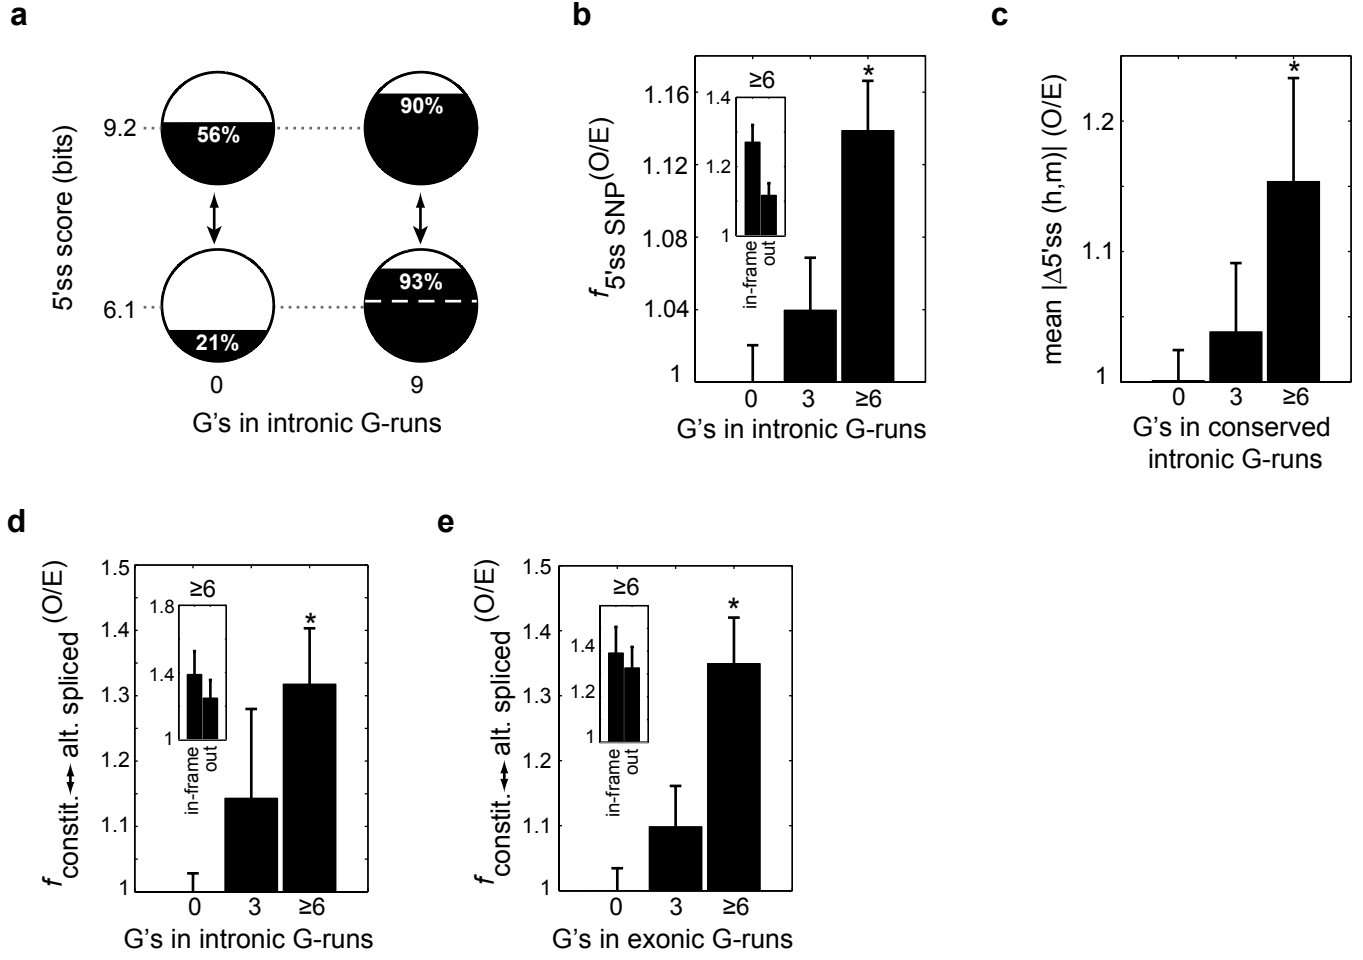 a
5'ss score (bits)
9.2
56%
90%
6.1
21%
93%
0
9
G's in intronic G-runs
b
f5'ss SNP(O/E)
1.16
1.12
1.08
1.04
1
≥6
1.4
1.2
1
in-frame
out
*
0
3
≥6
G's in intronic G-runs
c
mean |Δ5'ss (h,m)| (O/E)
1.2
1.1
1
*
0
3
≥6
G's in conserved
intronic G-runs
d
fconstit.↔alt. spliced(O/E)
1.5
1.4
1.3
1.2
1.1
1
≥6
1.8
1.4
1
in-frame
out
*
0
3
≥6
G's in intronic G-runs
e
fconstit.↔alt. spliced(O/E)
1.5
1.4
1.3
1.2
1.1
1
≥6
1.4
1.2
1
in-frame
out
*
0
3
≥6
G's in exonic G-runs